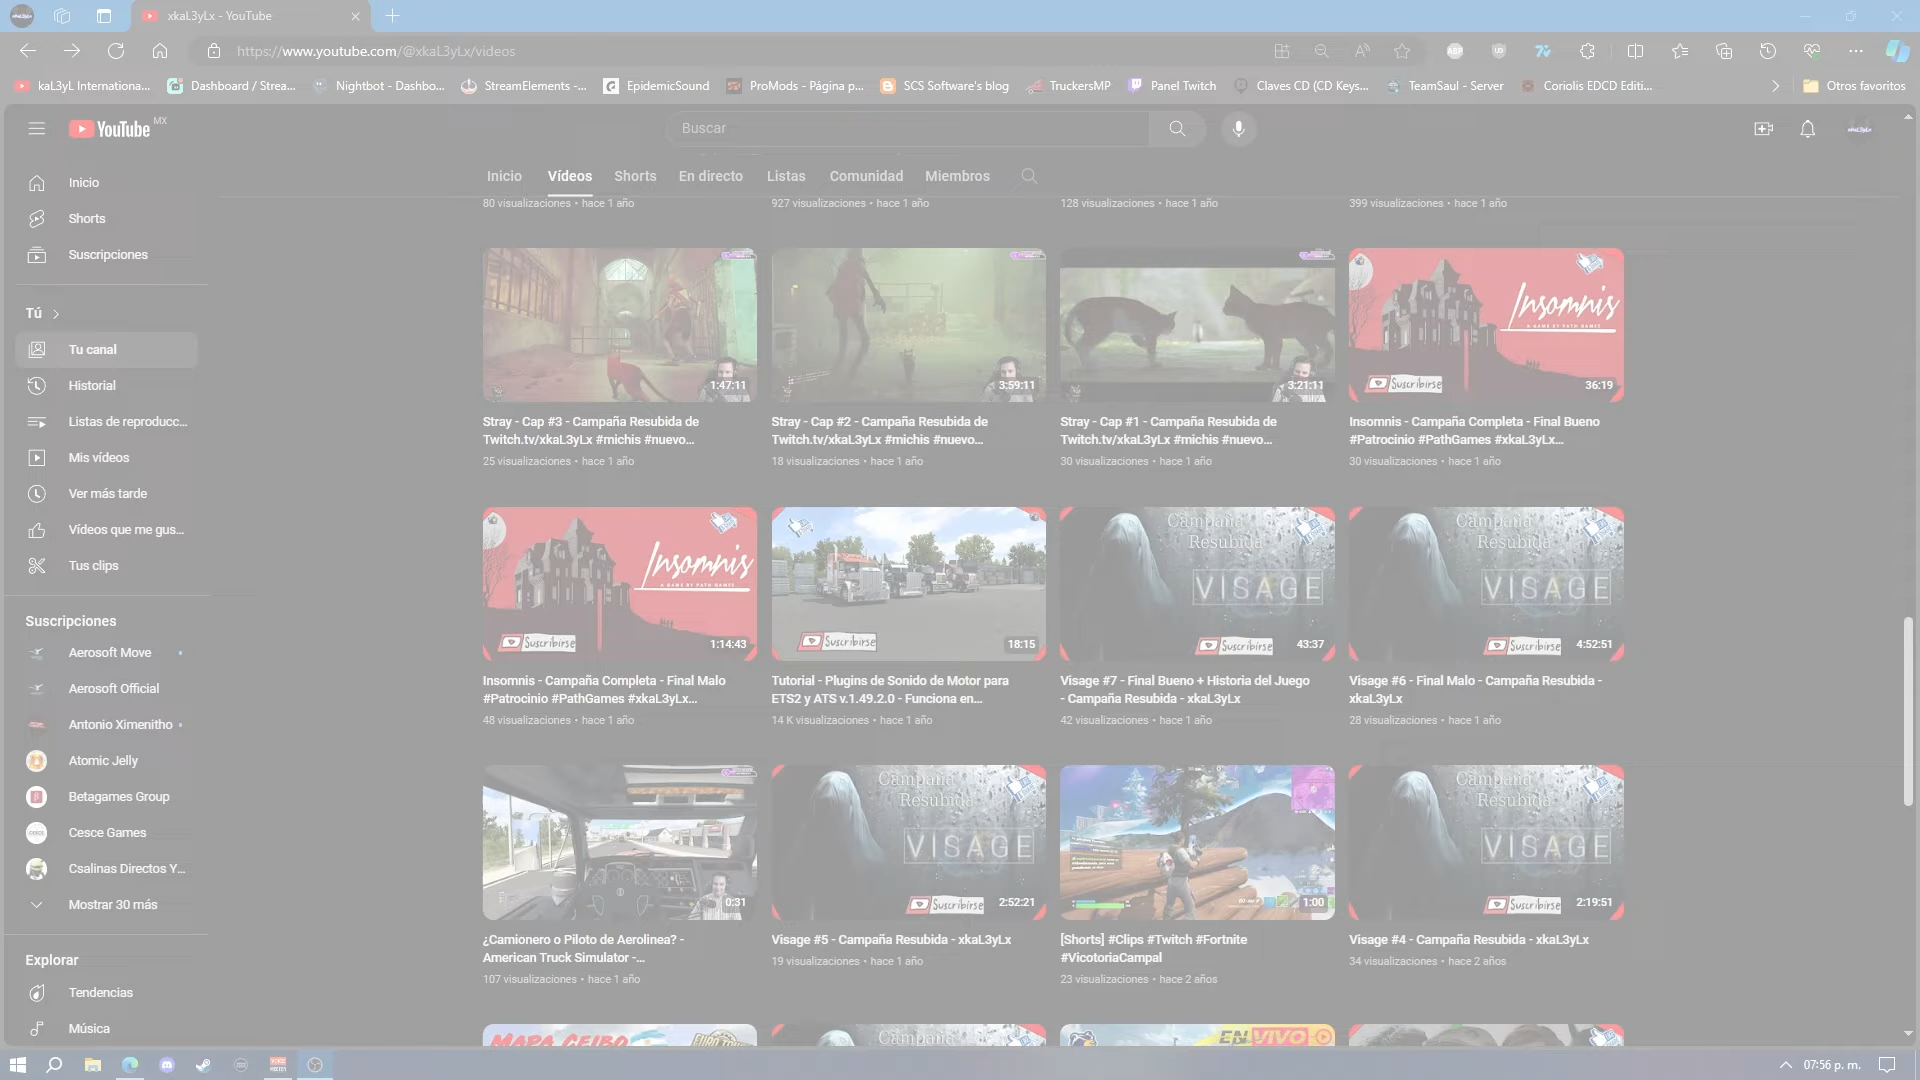 xkaL3yLx - YouTube
https://www.youtube.com/@xkaL3yLx/videos
kaL3yL Internationa...
Dashboard / Strea...
Nightbot - Dashbo...
StreamElements -...
EpidemicSound
ProMods - Página p...
SCS Software's blog
TruckersMP
Panel Twitch
Claves CD (CD Keys...
TeamSaul - Server
Coriolis EDCD Editi...
Otros favoritos
YouTube MX
Buscar
Inicio
Vídeos
Shorts
En directo
Listas
Comunidad
Miembros
Inicio
Shorts
Suscripciones
Tú
Tu canal
Historial
Listas de reproducc...
Mis vídeos
Ver más tarde
Vídeos que me gus...
Tus clips
Suscripciones
Aerosoft Move
Aerosoft Official
Antonio Ximenitho
Atomic Jelly
Betagames Group
Cesce Games
Csalinas Directos Y...
Mostrar 30 más
Explorar
Tendencias
Música
80 visualizaciones • hace 1 año
927 visualizaciones • hace 1 año
128 visualizaciones • hace 1 año
399 visualizaciones • hace 1 año
1:47:11
3:59:11
3:21:11
Insomnis
A GAME BY PATH GAMES
Suscribirse
36:19
Stray - Cap #3 - Campaña Resubida de
Twitch.tv/xkaL3yLx #michis #nuevo...
25 visualizaciones • hace 1 año
Stray - Cap #2 - Campaña Resubida de
Twitch.tv/xkaL3yLx #michis #nuevo...
18 visualizaciones • hace 1 año
Stray - Cap #1 - Campaña Resubida de
Twitch.tv/xkaL3yLx #michis #nuevo...
30 visualizaciones • hace 1 año
Insomnis - Campaña Completa - Final Bueno
#Patrocinio #PathGames #xkaL3yLx...
30 visualizaciones • hace 1 año
Insomnis
A GAME BY PATH GAMES
Suscribirse
1:14:43
Suscribirse
18:15
Campaña
Resubida
VISAGE
Suscribirse
43:37
Campaña
Resubida
VISAGE
Suscribirse
4:52:51
Insomnis - Campaña Completa - Final Malo
#Patrocinio #PathGames #xkaL3yLx...
48 visualizaciones • hace 1 año
Tutorial - Plugins de Sonido de Motor para
ETS2 y ATS v.1.49.2.0 - Funciona en...
14 K visualizaciones • hace 1 año
Visage #7 - Final Bueno + Historia del Juego
- Campaña Resubida - xkaL3yLx
42 visualizaciones • hace 1 año
Visage #6 - Final Malo - Campaña Resubida -
xkaL3yLx
28 visualizaciones • hace 1 año
0:31
Campaña
Resubida
VISAGE
Suscribirse
2:52:21
1:00
Campaña
Resubida
VISAGE
Suscribirse
2:19:51
¿Camionero o Piloto de Aerolinea? -
American Truck Simulator -...
107 visualizaciones • hace 1 año
Visage #5 - Campaña Resubida - xkaL3yLx
19 visualizaciones • hace 1 año
[Shorts] #Clips #Twitch #Fortnite
#VicotoriaCampal
23 visualizaciones • hace 2 años
Visage #4 - Campaña Resubida - xkaL3yLx
34 visualizaciones • hace 2 años
MAPA CEIBO
Campaña
EN VIVO
07:56 p. m.